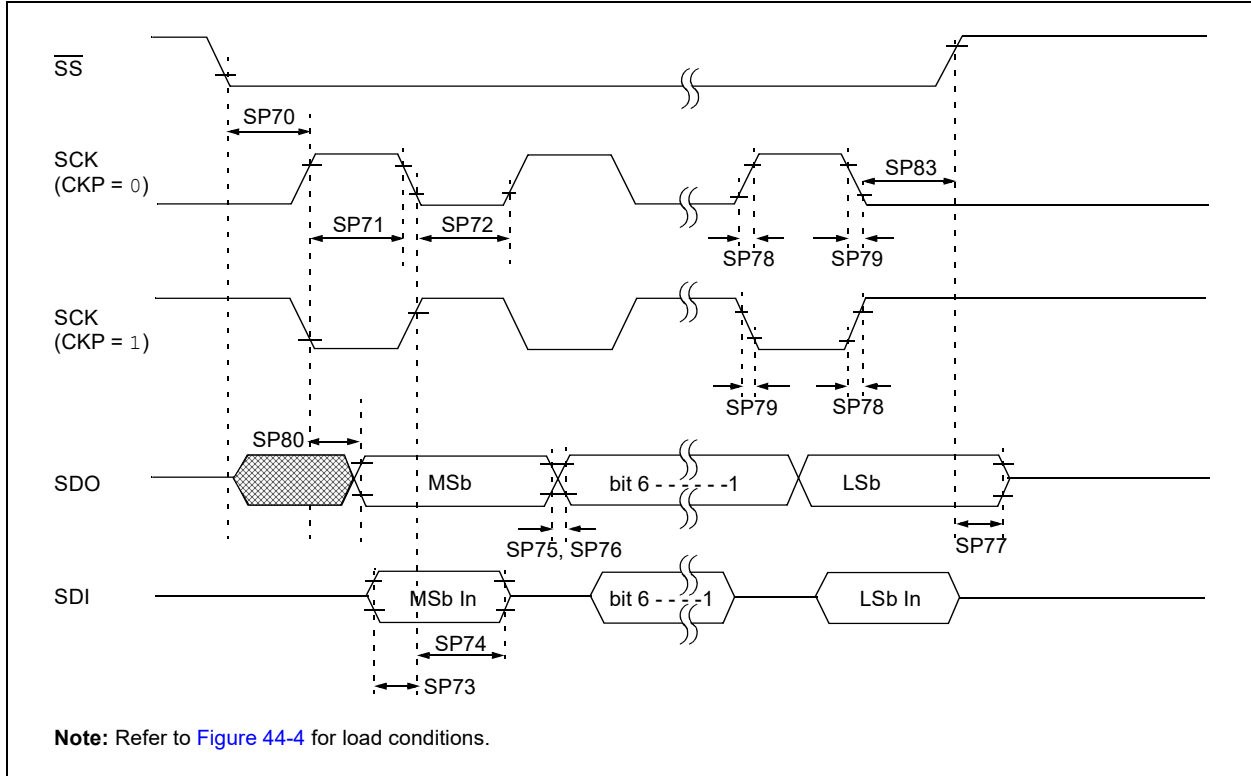 SS
SP70
SCK
(CKP = 0)
SP83
SP71
SP72
SP78
SP79
SCK
(CKP = 1)
SP79
SP78
SP80
SDO
MSb
bit 6 - - - - - - -1
LSb
SP75, SP76
SP77
SDI
MSb In
bit 6 - - - - -1
LSb In
SP74
SP73
Note: Refer to Figure 44-4 for load conditions.